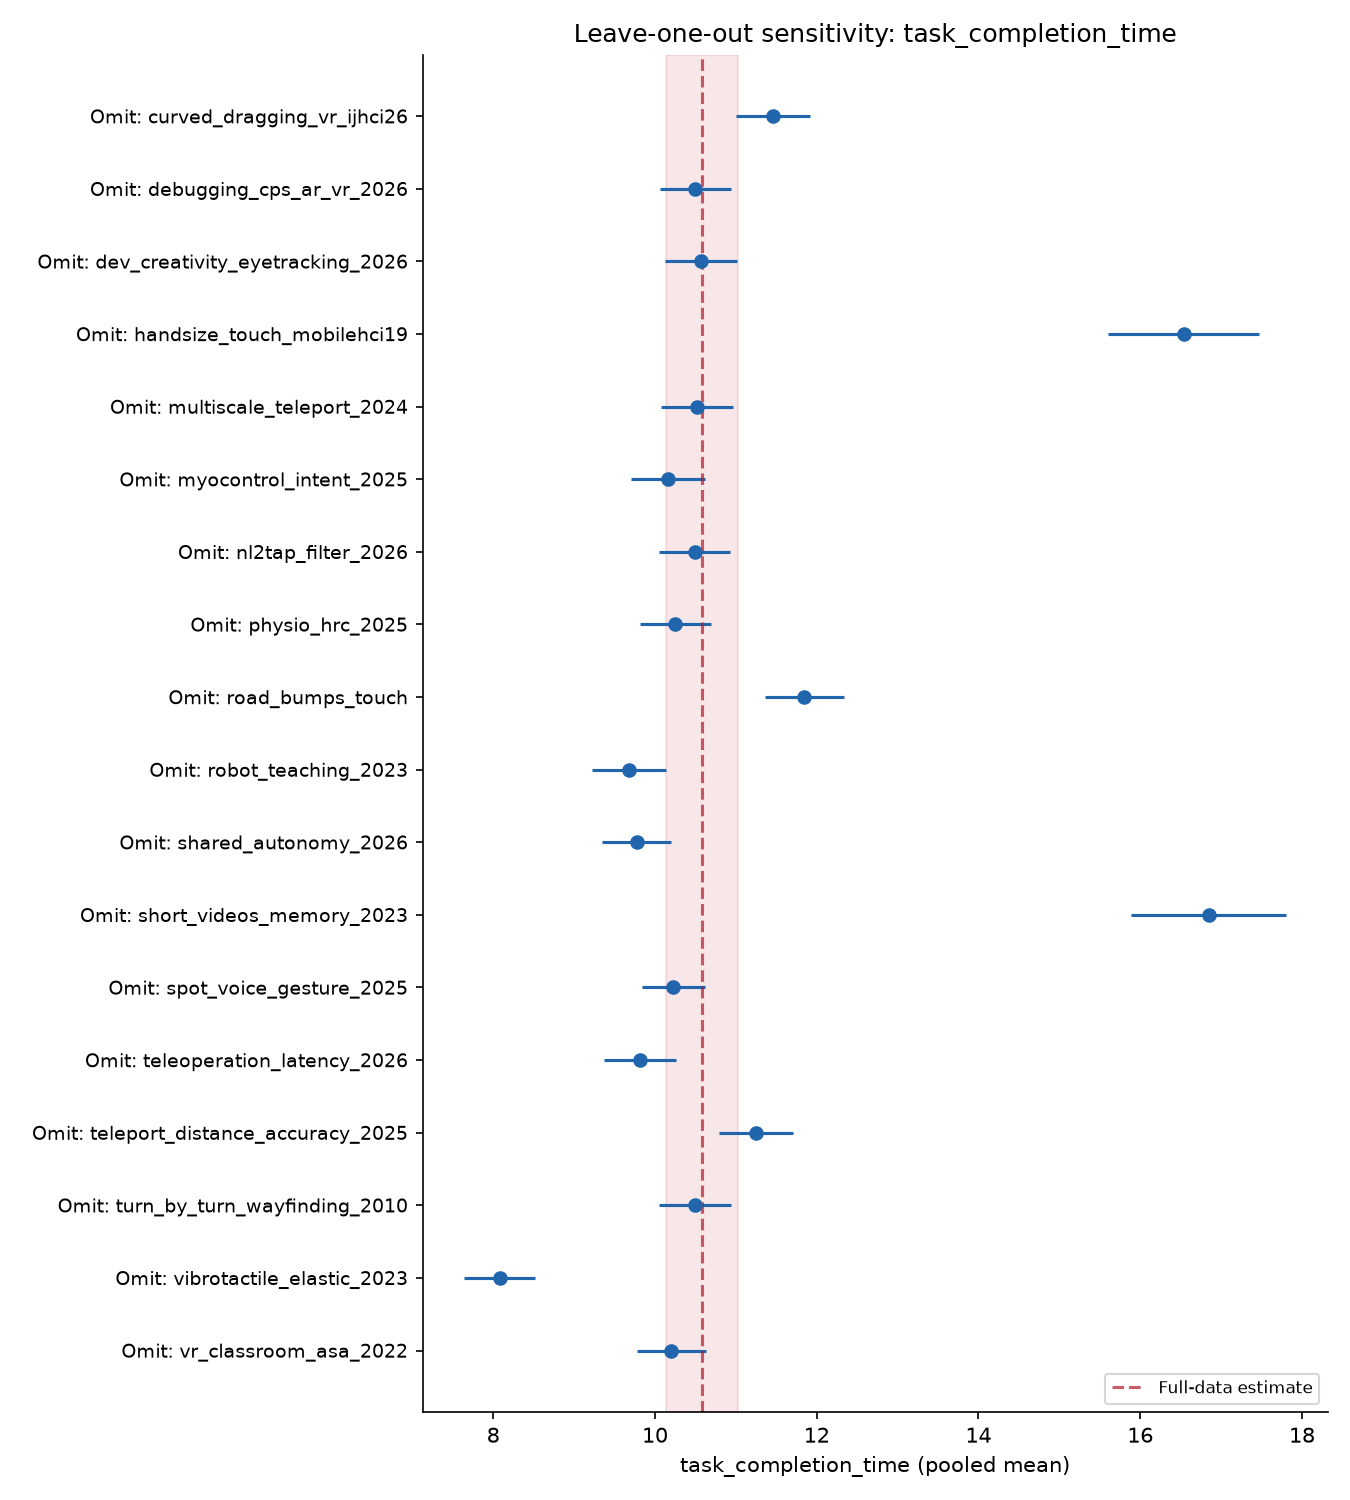 Leave-one-out sensitivity: task_completion_time
Omit: curved_dragging_vr_ijhci26
Omit: debugging_cps_ar_vr_2026
Omit: dev_creativity_eyetracking_2026
Omit: handsize_touch_mobilehci19
Omit: multiscale_teleport_2024
Omit: myocontrol_intent_2025
Omit: nl2tap_filter_2026
Omit: physio_hrc_2025
Omit: road_bumps_touch
Omit: robot_teaching_2023
Omit: shared_autonomy_2026
Omit: short_videos_memory_2023
Omit: spot_voice_gesture_2025
Omit: teleoperation_latency_2026
Omit: teleport_distance_accuracy_2025
Omit: turn_by_turn_wayfinding_2010
Omit: vibrotactile_elastic_2023
Omit: vr_classroom_asa_2022
Full-data estimate
8 10 12 14 16 18
task_completion_time (pooled mean)